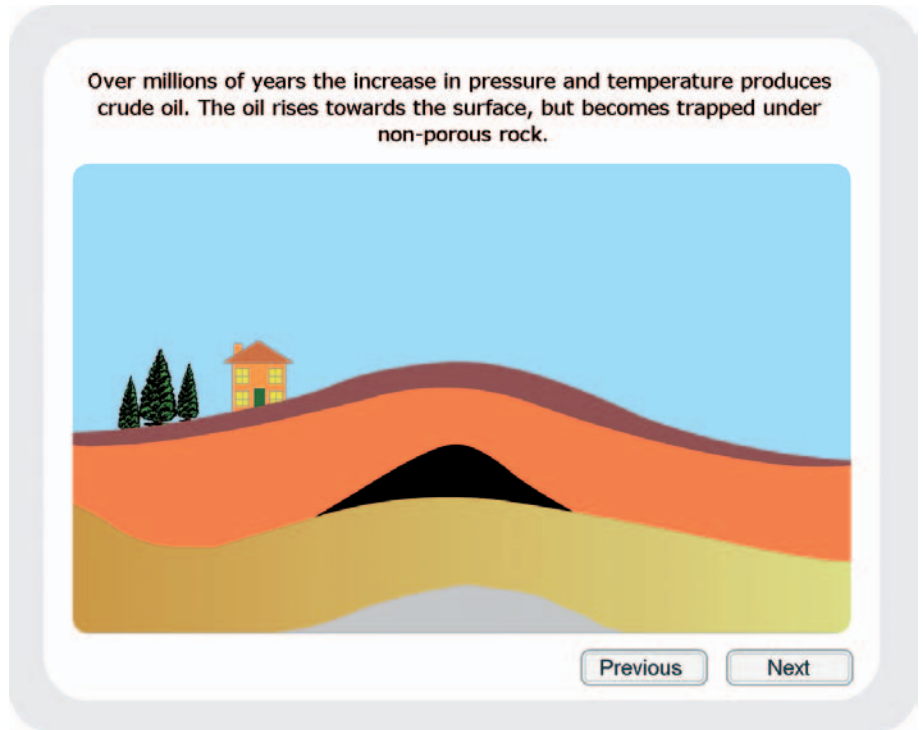 Over millions of years the increase in pressure and temperature produces
crude oil. The oil rises towards the surface, but becomes trapped under
non-porous rock.
Previous
Next